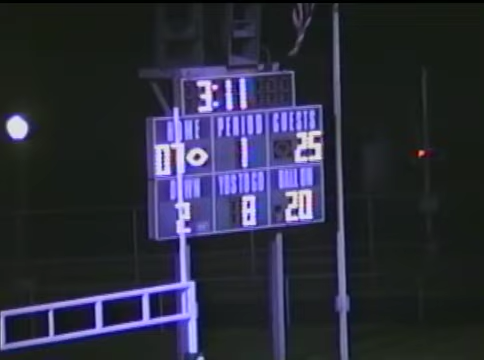 3:11
HOME PERIOD GUESTS
07 1 25
DOWN YDS TO GO BALL ON
2 8 20